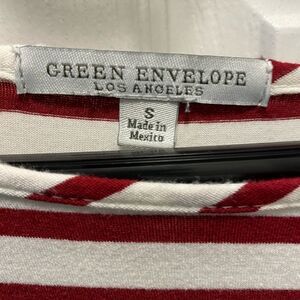 GREEN ENVELOPE
LOS ANGELES
S
Made in
Mexico